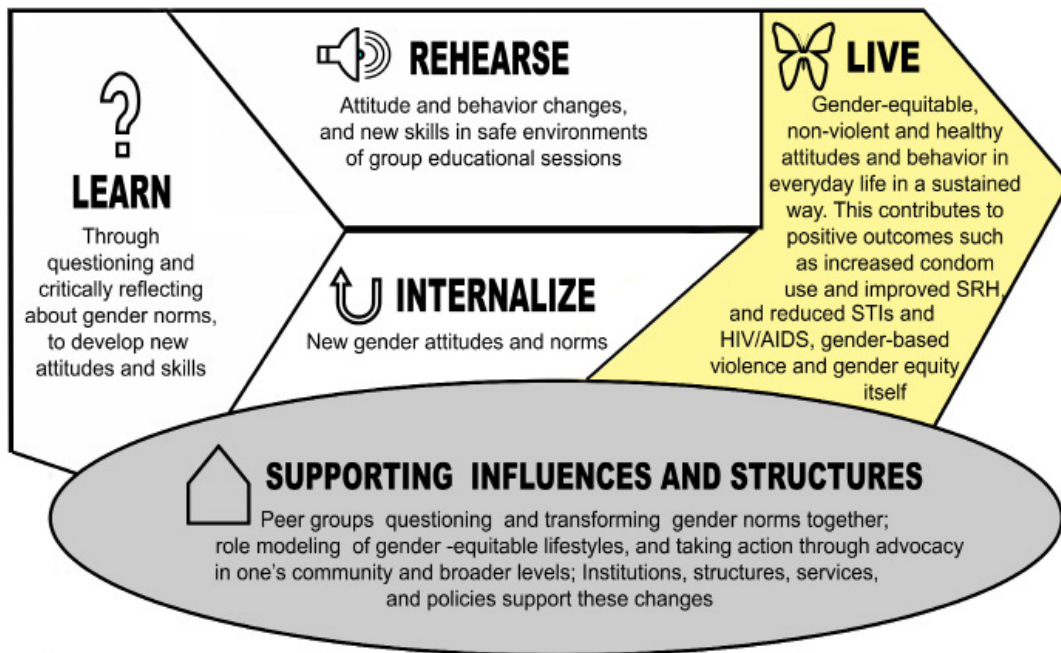 LEARN
Through
questioning and
critically reflecting
about gender norms,
to develop new
attitudes and skills
REHEARSE
Attitude and behavior changes,
and new skills in safe environments
of group educational sessions
INTERNALIZE
New gender attitudes and norms
LIVE
Gender-equitable,
non-violent and healthy
attitudes and behavior in
everyday life in a sustained
way. This contributes to
positive outcomes such
as increased condom
use and improved SRH,
and reduced STIs and
HIV/AIDS, gender-based
violence and gender equity
itself
SUPPORTING INFLUENCES AND STRUCTURES
Peer groups questioning and transforming gender norms together;
role modeling of gender -equitable lifestyles, and taking action through advocacy
in one's community and broader levels; Institutions, structures, services,
and policies support these changes